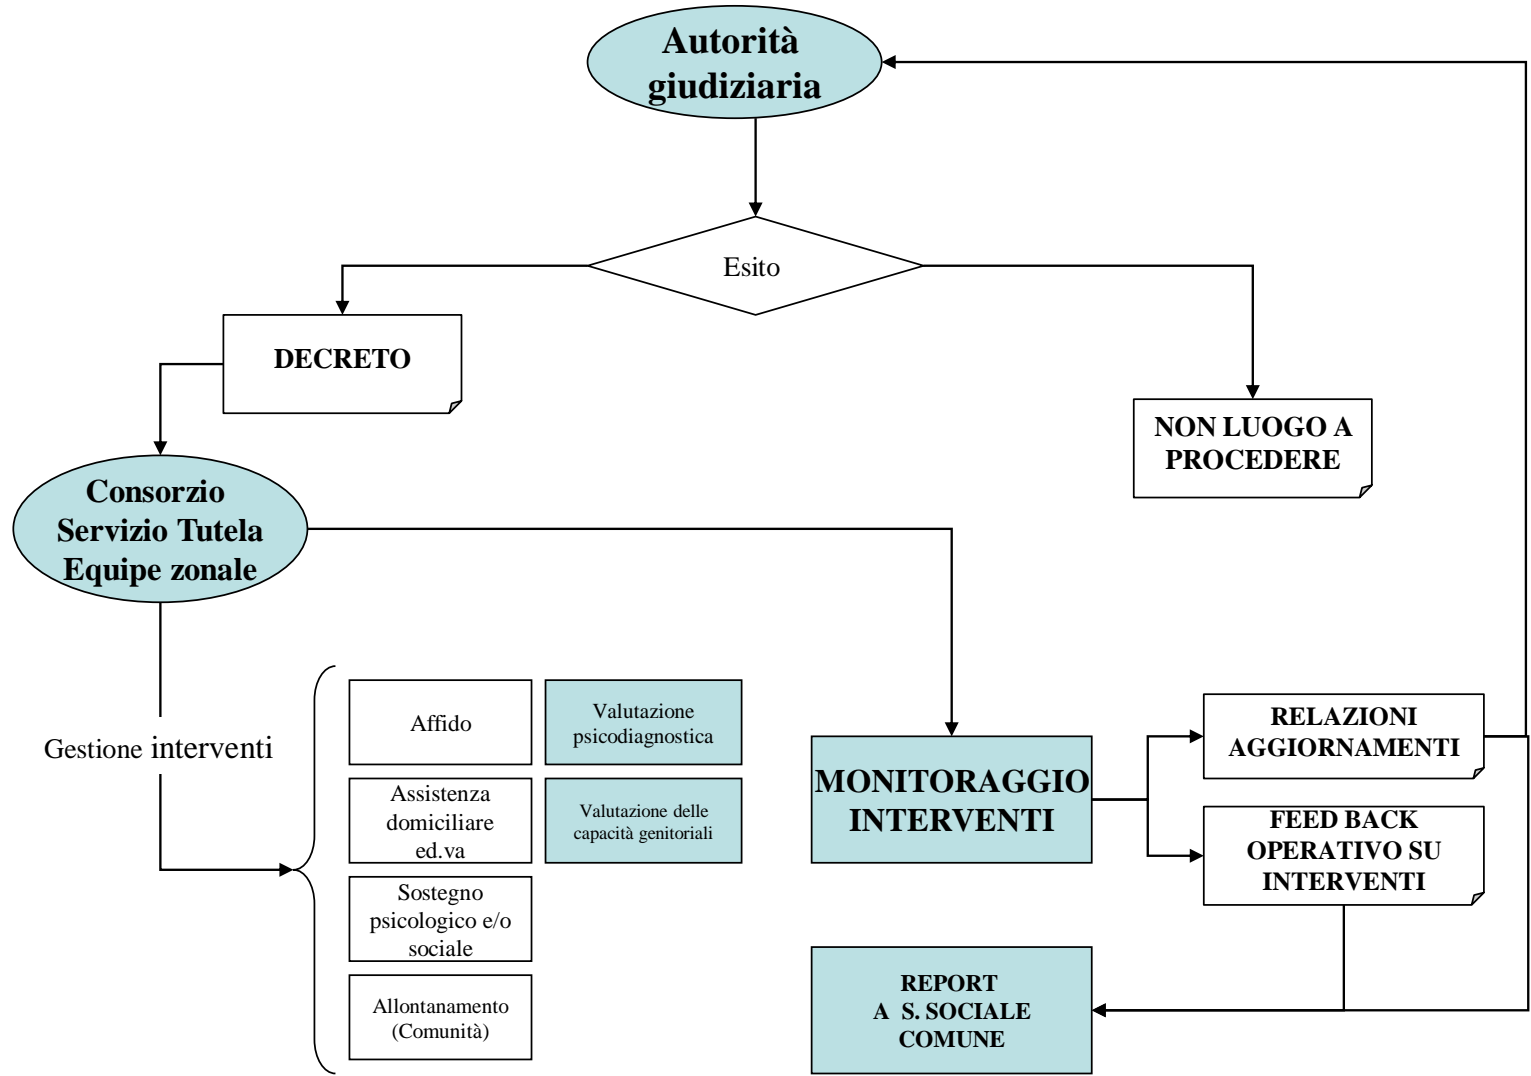 Autorità
giudiziaria
Esito
DECRETO
NON LUOGO A
PROCEDERE
Consorzio
Servizio Tutela
Equipe zonale
Gestione interventi
Affido
Valutazione
psicodiagnostica
Assistenza
domiciliare
ed.va
Valutazione delle
capacità genitoriali
Sostegno
psicologico e/o
sociale
Allontanamento
(Comunità)
MONITORAGGIO
INTERVENTI
RELAZIONI
AGGIORNAMENTI
FEED BACK
OPERATIVO SU
INTERVENTI
REPORT
A S. SOCIALE
COMUNE